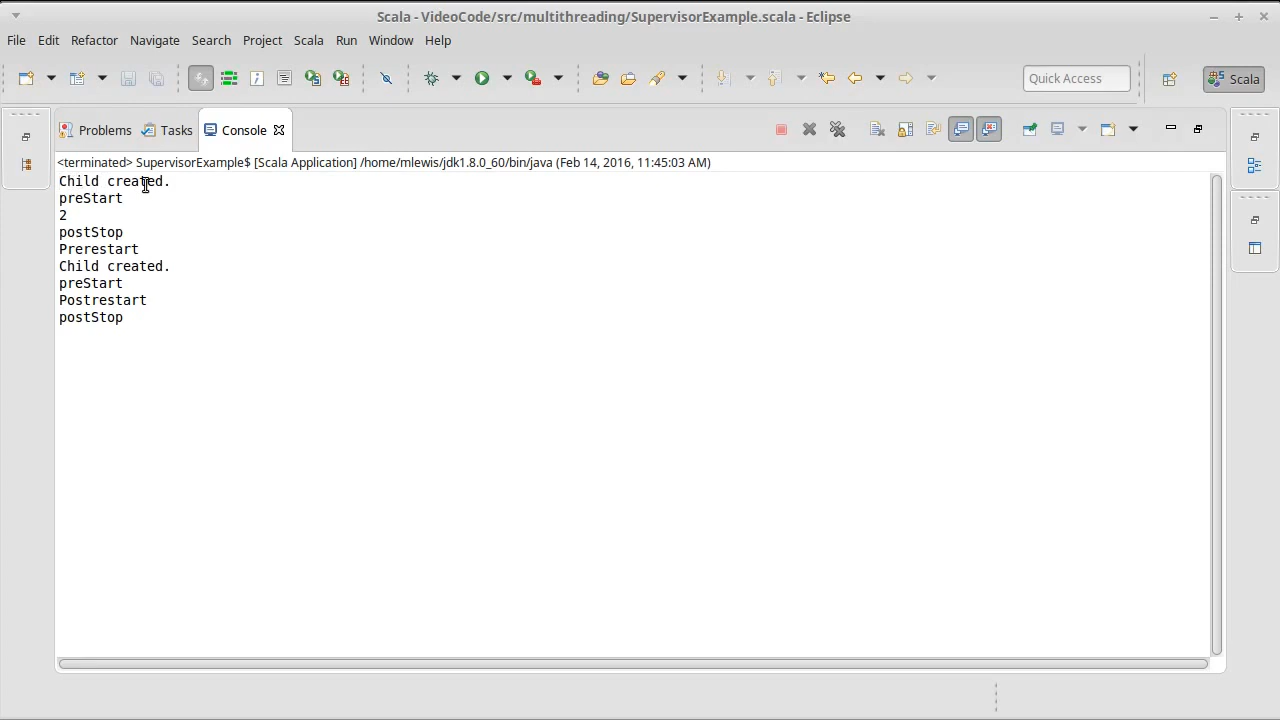 Scala - VideoCode/src/multithreading/SupervisorExample.scala - Eclipse
File Edit Refactor Navigate Search Project Scala Run Window Help
Quick Access
Scala
Problems Tasks Console
<terminated> SupervisorExample$ [Scala Application] /home/mlewis/jdk1.8.0_60/bin/java (Feb 14, 2016, 11:45:03 AM)
Child created.
preStart
2
postStop
Prerestart
Child created.
preStart
Postrestart
postStop